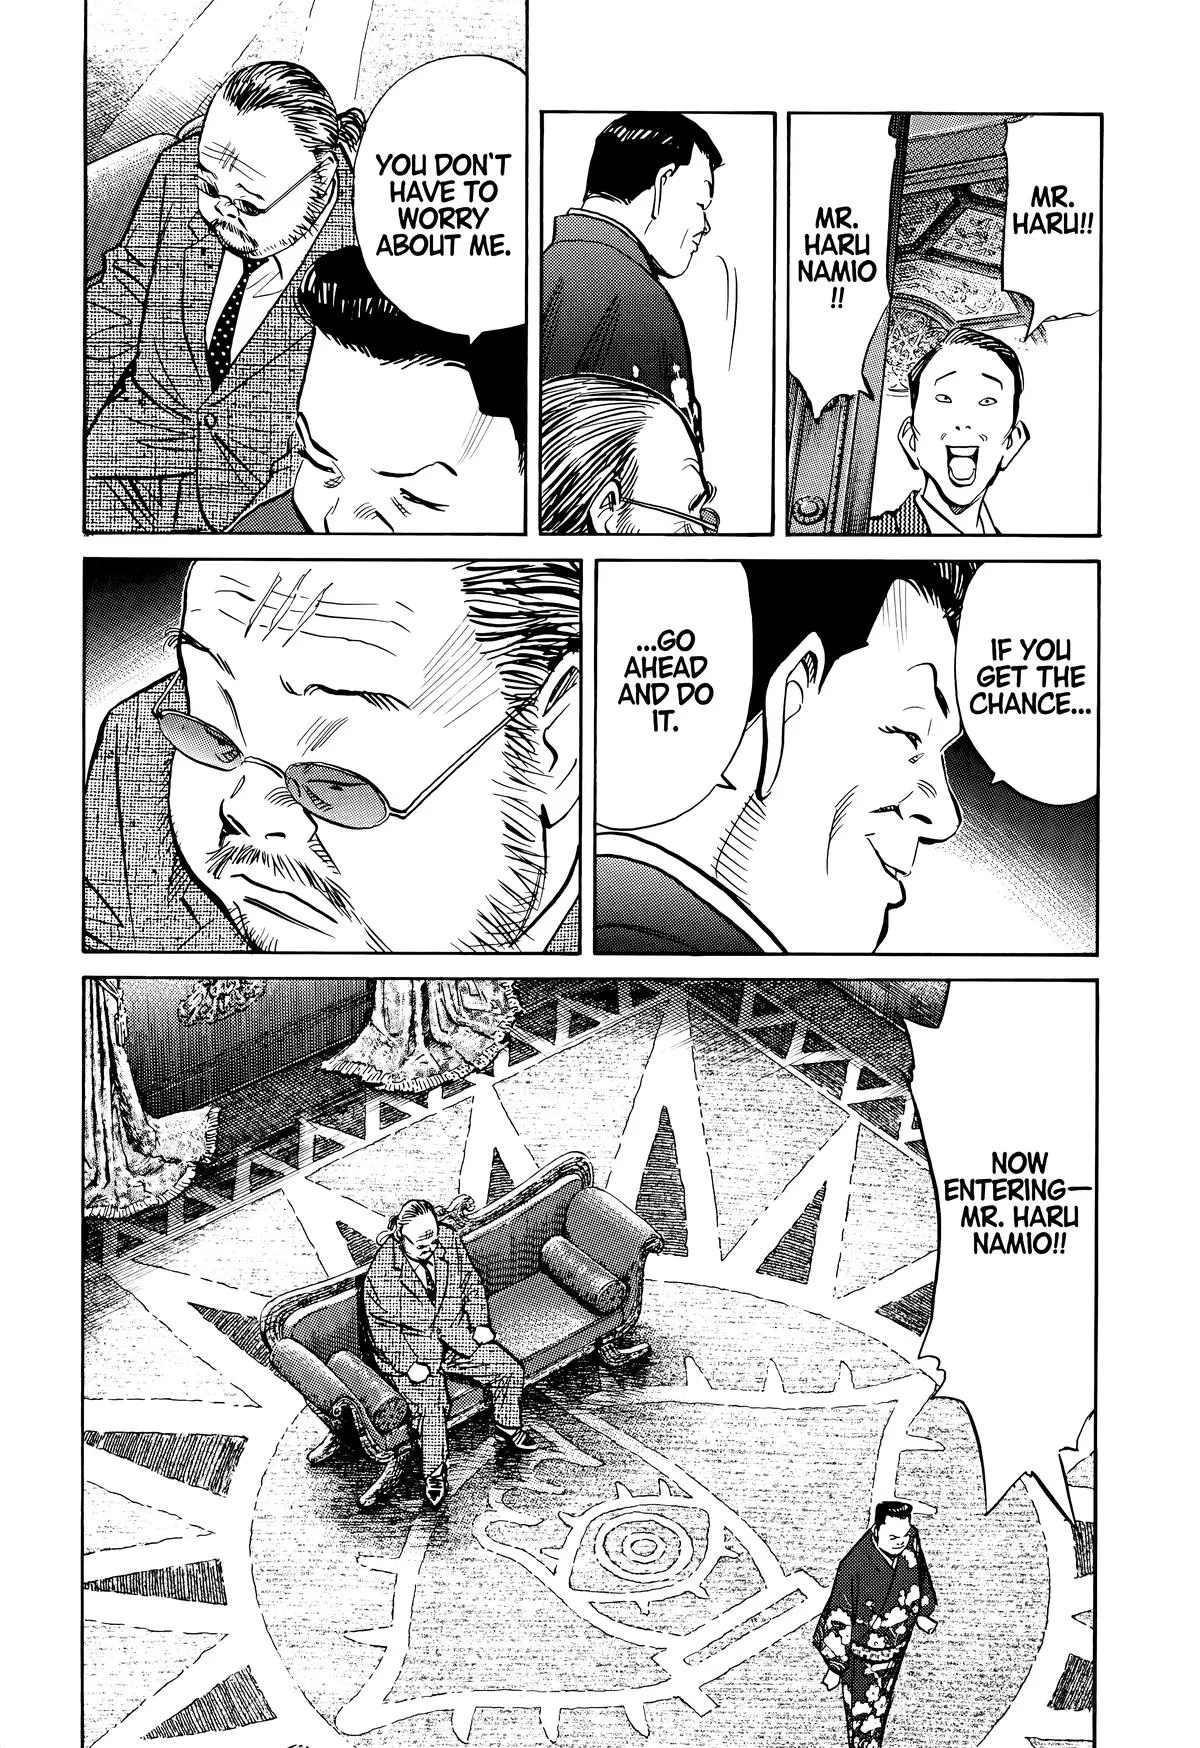 MR.
HARU!!
MR.
HARU
NAMIO
!!
YOU DON'T
HAVE TO
WORRY
ABOUT ME.
IF YOU
GET THE
CHANCE...
...GO
AHEAD
AND DO
IT.
NOW
ENTERING—
MR. HARU
NAMIO!!